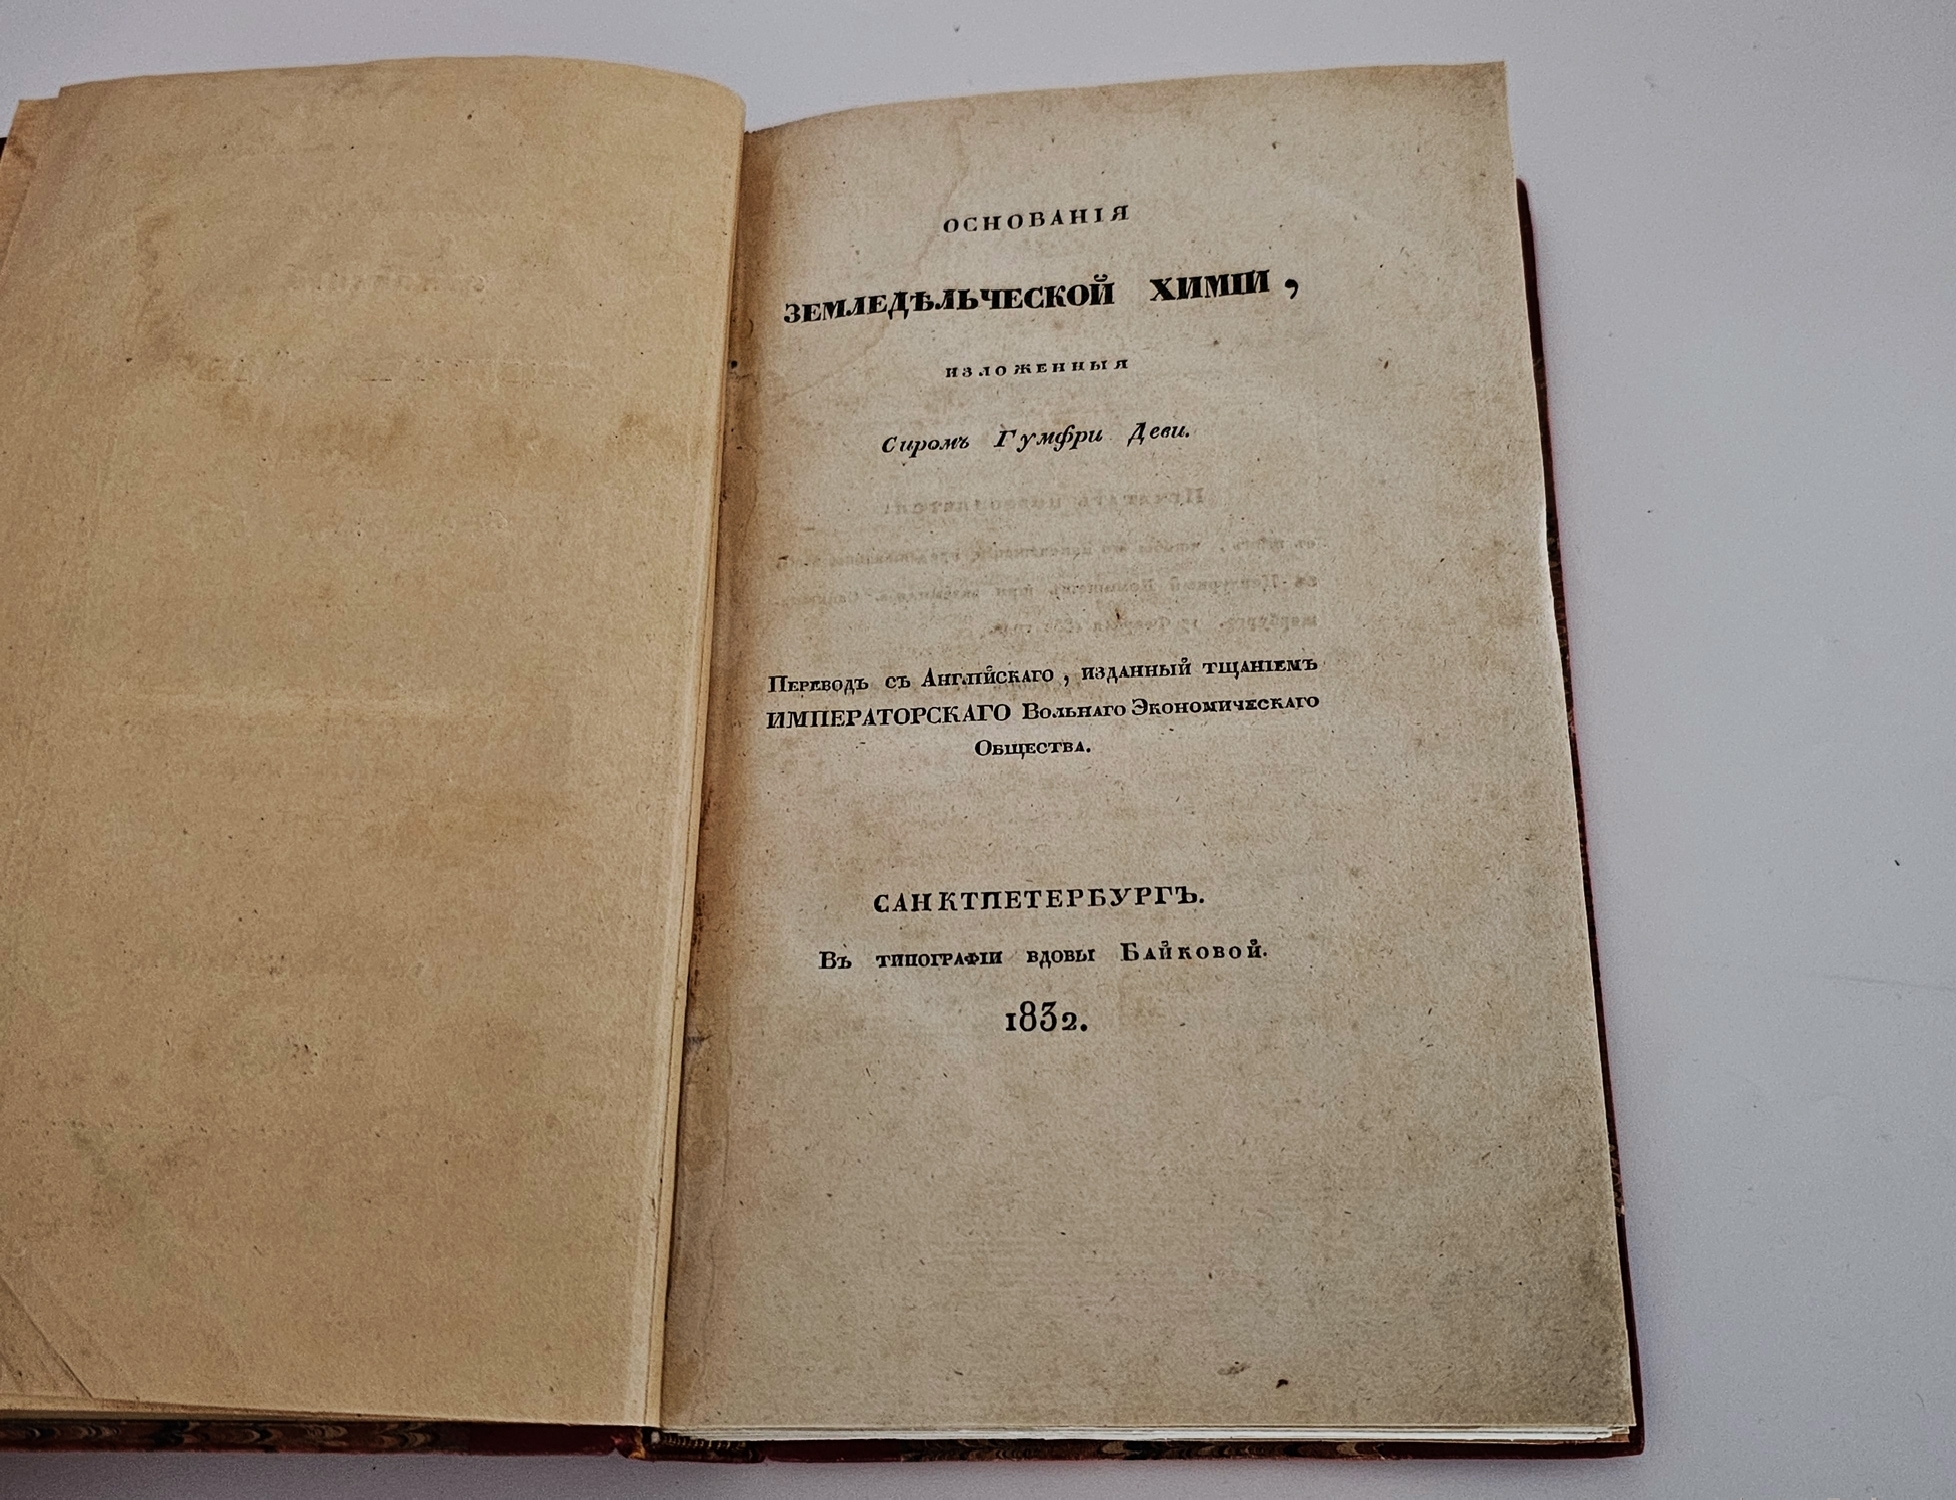 ОСНОВАНІЯ
ЗЕМЛЕДѢЛЬЧЕСКОЙ ХИМІИ,
ИЗЛОЖЕННЫЯ
Сиромъ Гумфри Деви.
Переводъ съ Англійскаго, изданный тщаніемъ
ИМПЕРАТОРСКАГО Вольнаго Экономическаго
Общества.
САНКТПЕТЕРБУРГЪ.
Въ типографіи вдовы Байковой.
1832.